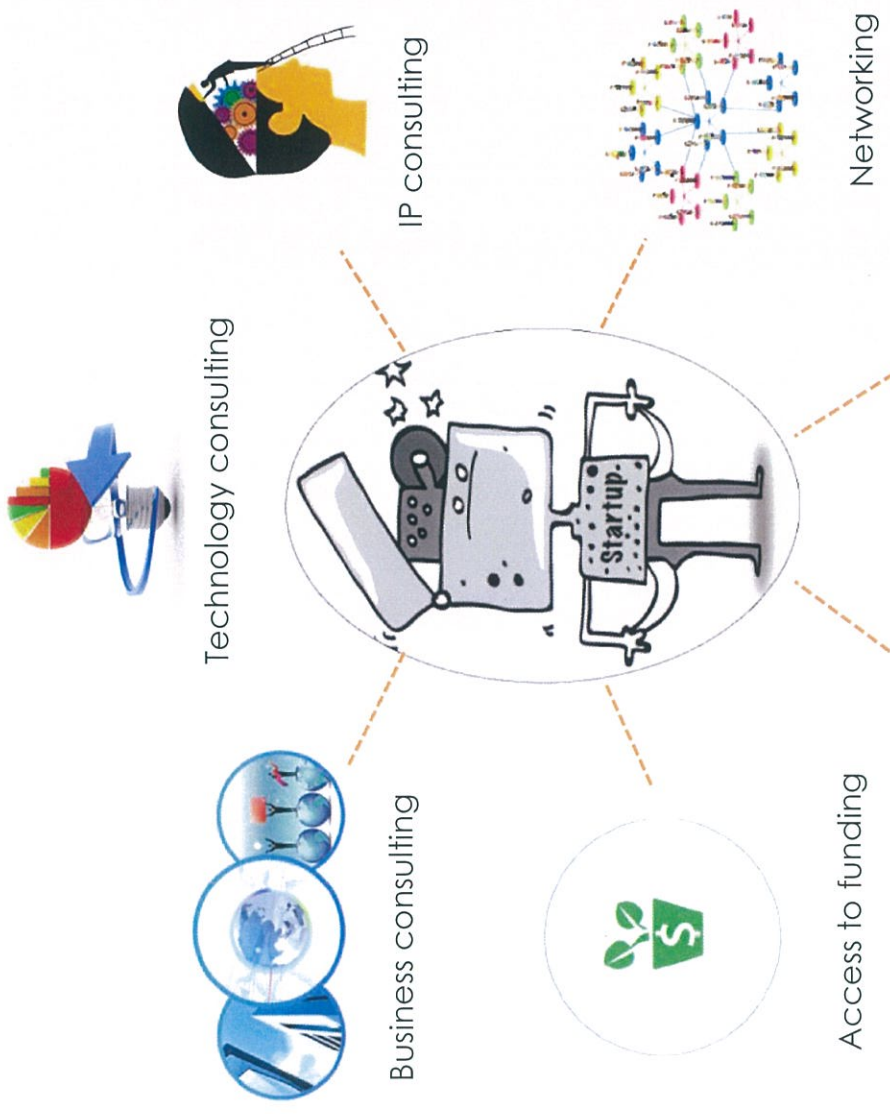 Technology consulting
Business consulting
IP consulting
Startup.
$
Access to funding
Networking